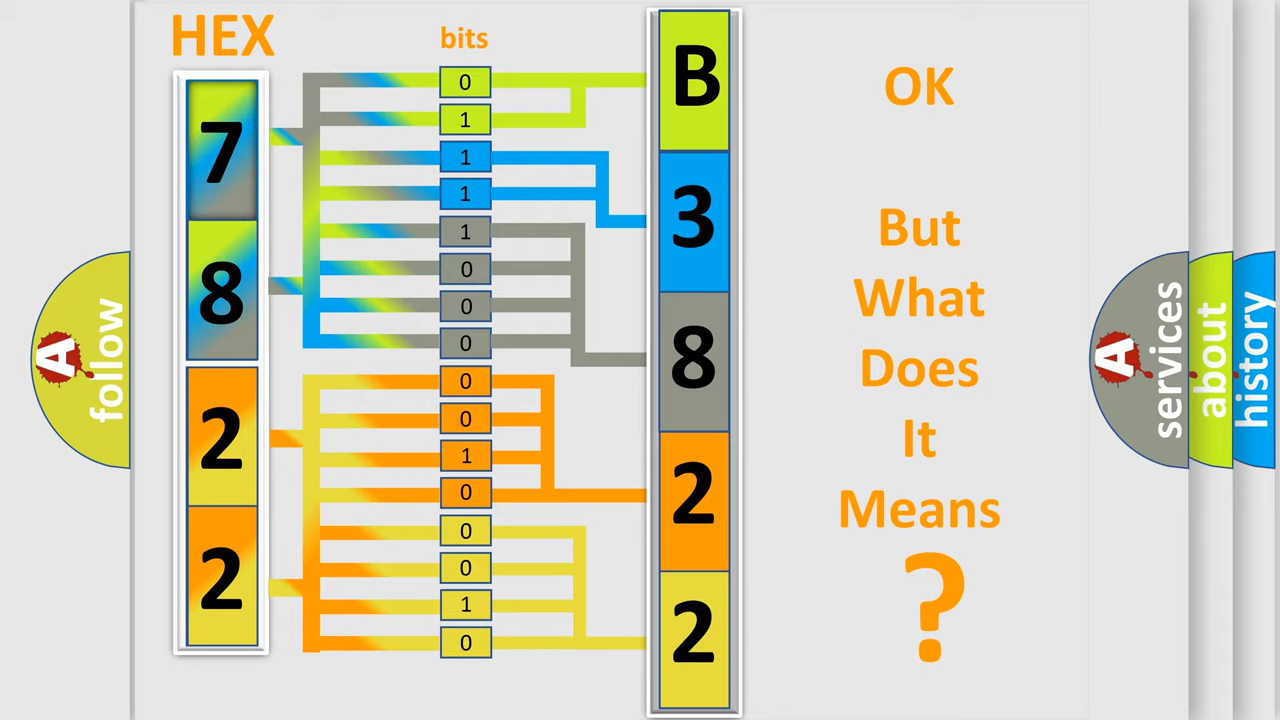 HEX
bits
7
8
2
2
0
1
1
1
1
0
0
0
0
0
1
0
0
0
1
0
B
3
8
2
2
OK
But
What
Does
It
Means
?
A
follow
A
services
about
history